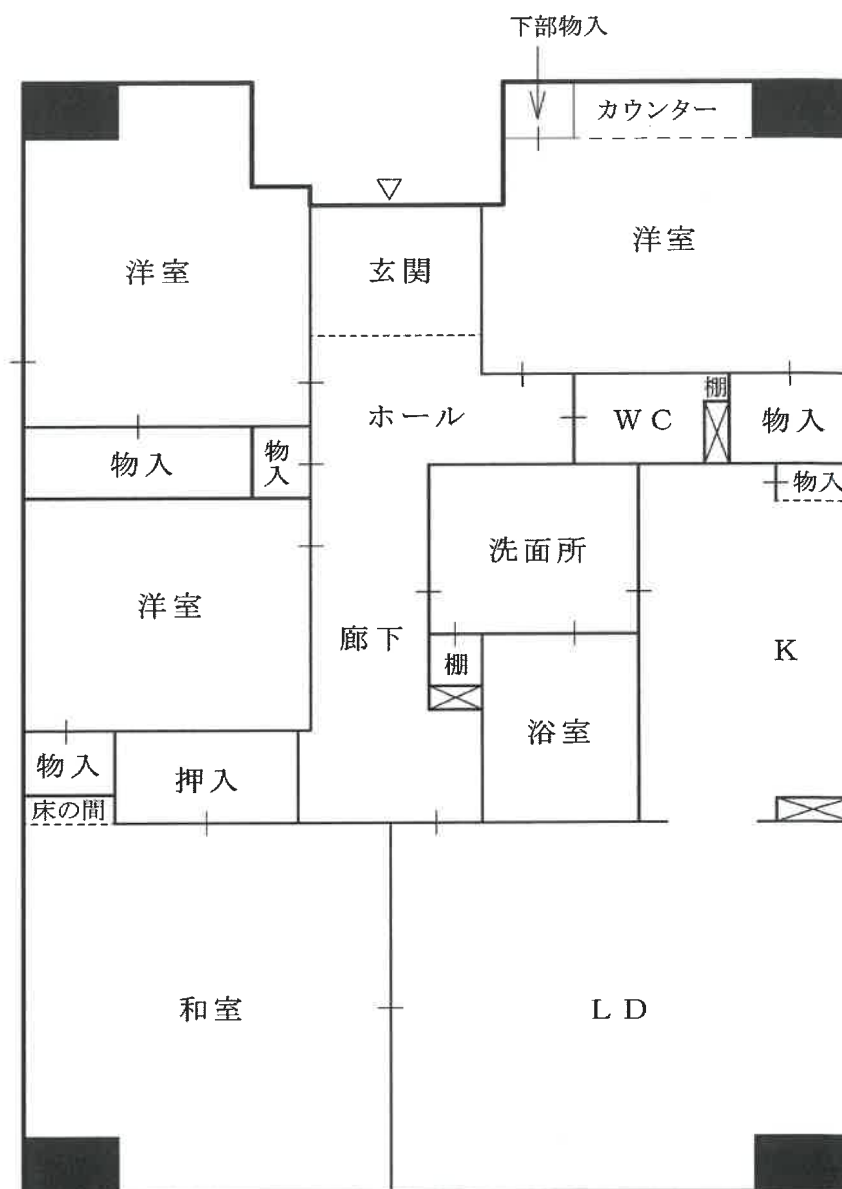 下部物入
カウンター
洋室
玄関
洋室
ホール
WC
棚
物入
物入
物入
物入
洗面所
洋室
廊下
棚
K
浴室
物入
押入
床の間
和室
LD